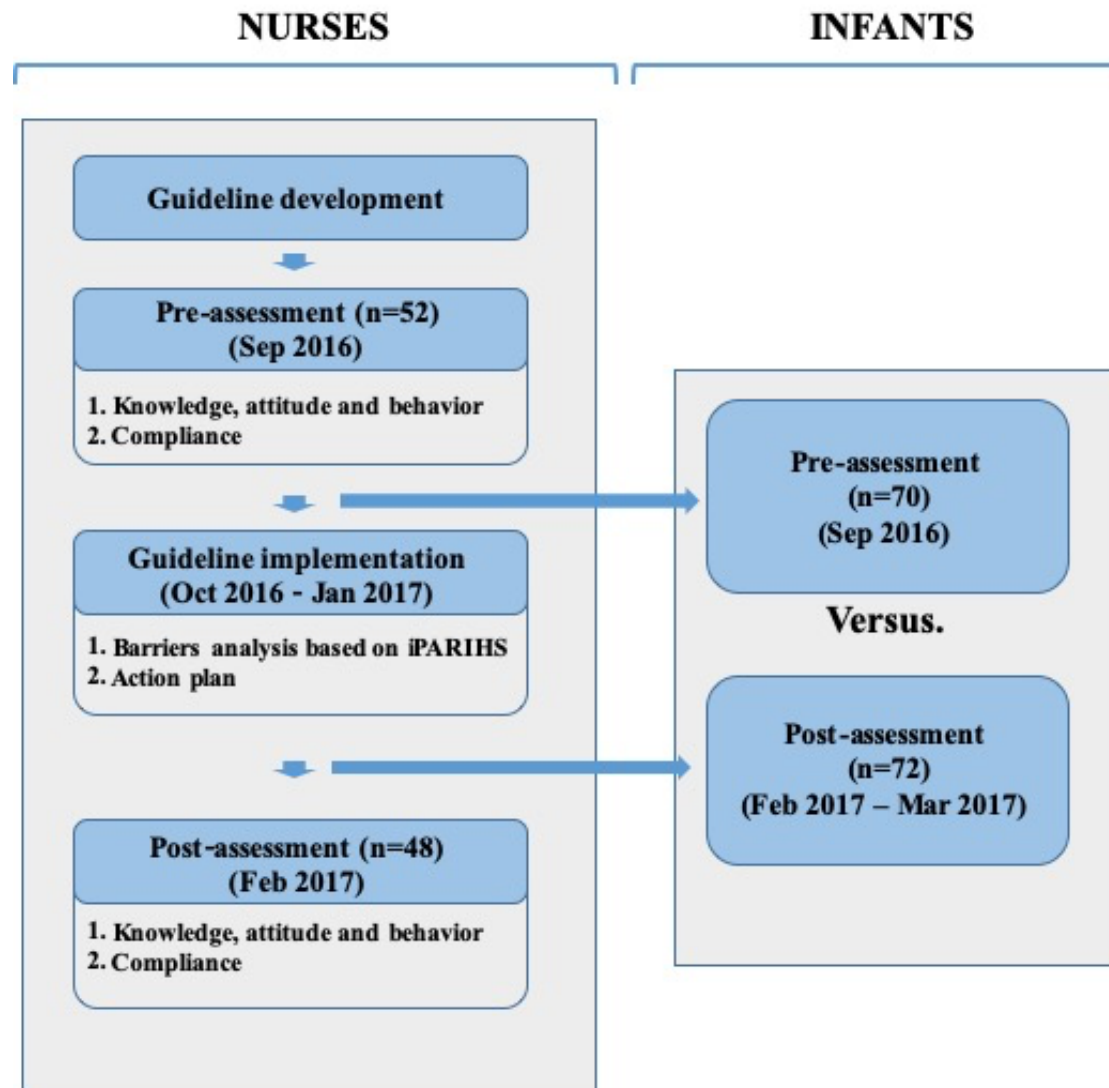 NURSES
INFANTS
Guideline development
Pre-assessment (n=52)
(Sep 2016)
1. Knowledge, attitude and behavior
2. Compliance
Guideline implementation
(Oct 2016 - Jan 2017)
1. Barriers analysis based on iPARIHS
2. Action plan
Post-assessment (n=48)
(Feb 2017)
1. Knowledge, attitude and behavior
2. Compliance
Pre-assessment
(n=70)
(Sep 2016)
Versus.
Post-assessment
(n=72)
(Feb 2017 – Mar 2017)